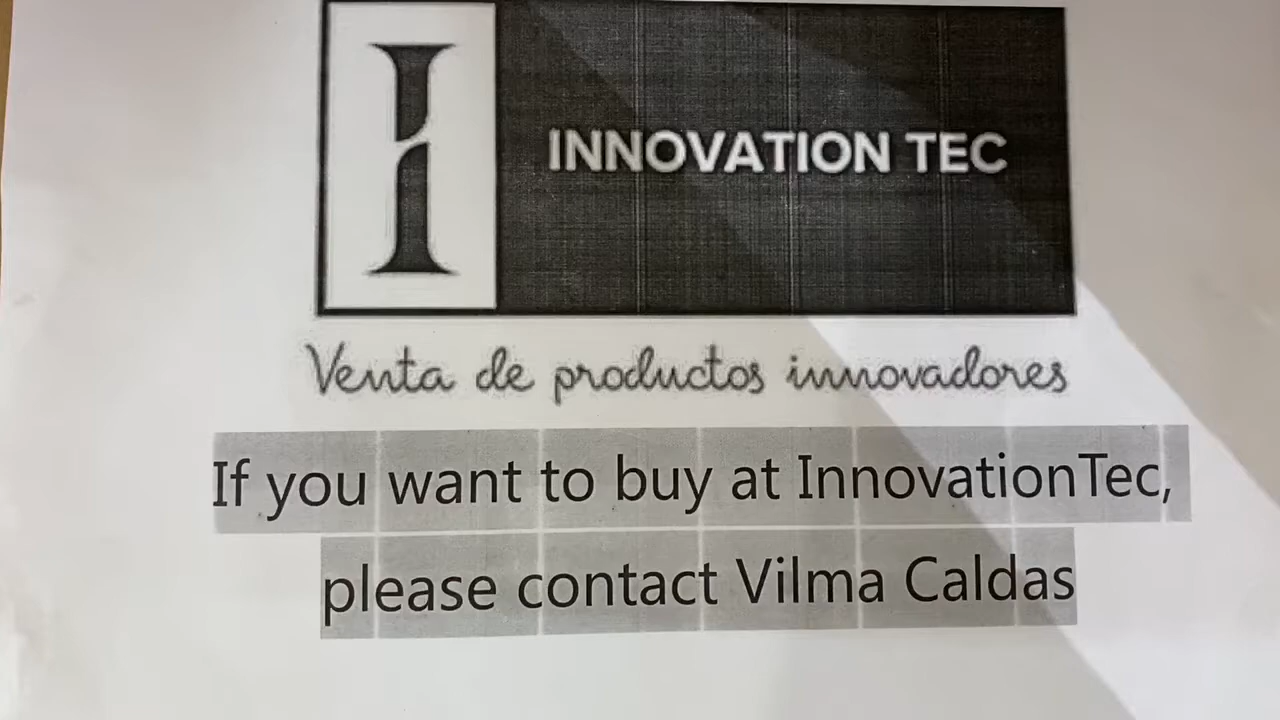 I
INNOVATION TEC
Venta de productos innovadores
If you want to buy at InnovationTec,
please contact Vilma Caldas